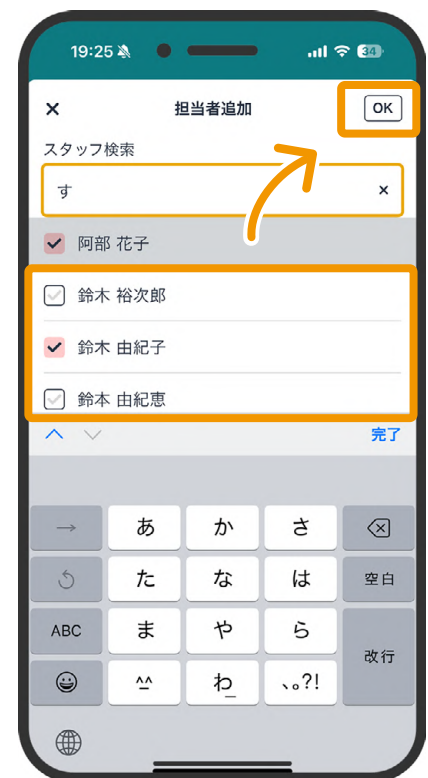 19:25
34
担当者追加
OK
スタッフ検索
す
阿部 花子
鈴木 裕次郎
鈴木 由紀子
鈴木 由紀恵
完了
→ あ か さ
た な は 空白
ABC ま や ら
改行
^^ わ_ 、。?!